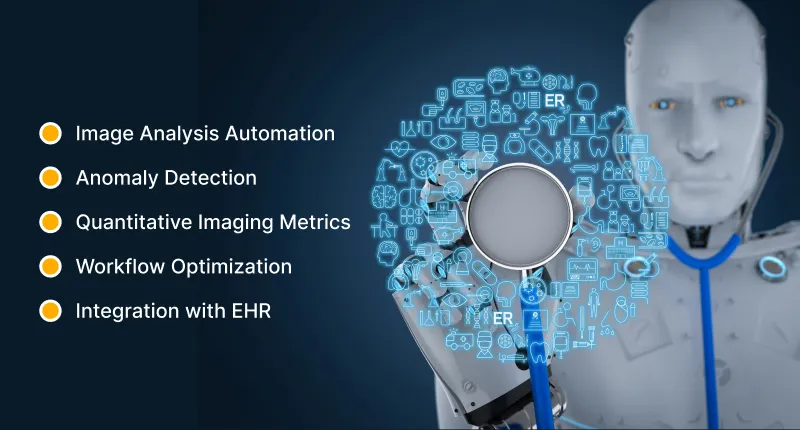 Image Analysis Automation
Anomaly Detection
Quantitative Imaging Metrics
Workflow Optimization
Integration with EHR
ER
ER